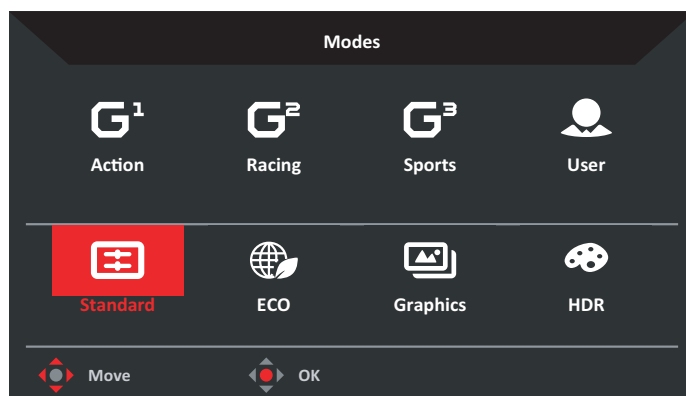 Modes
G1 G2 G3
Action Racing Sports User
Standard ECO Graphics HDR
Move OK